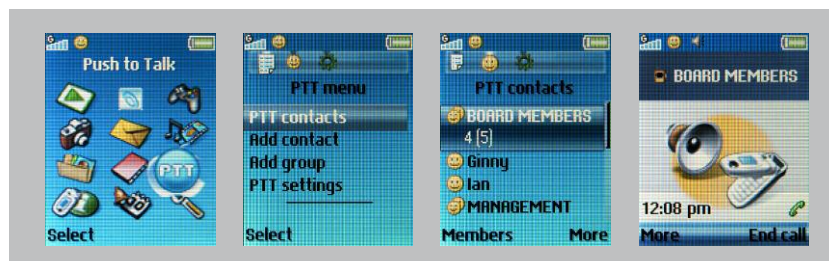 Push to Talk
PTT
Select
PTT menu
PTT contacts
Add contact
Add group
PTT settings
Select
PTT contacts
BOARD MEMBERS
4 (5)
Ginny
Ian
MANAGEMENT
Members More
BOARD MEMBERS
12:08 pm
More End call